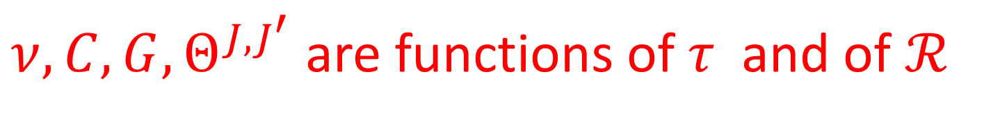 𝜈, 𝐶, 𝐺, Θ^{𝐽,𝐽′} are functions of 𝜏 and of ℛ